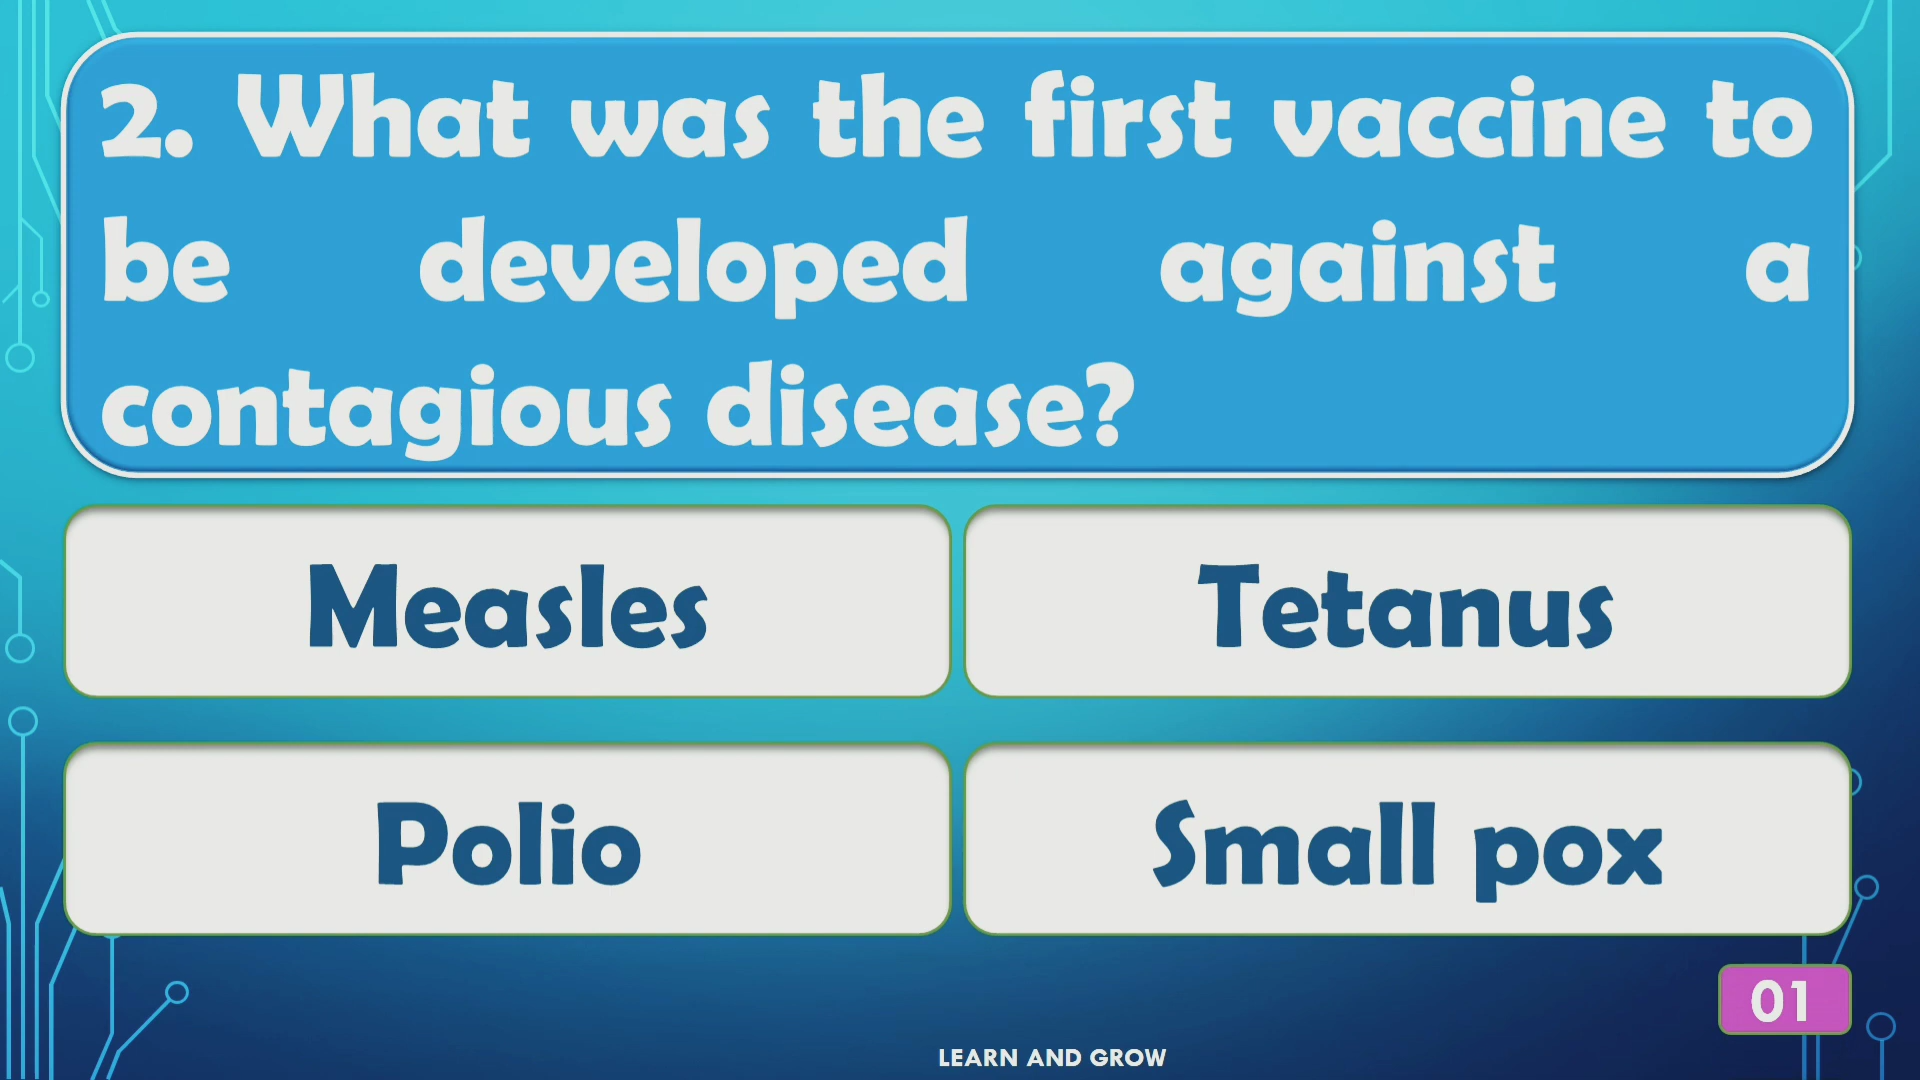 2. What was the first vaccine to
be developed against a
contagious disease?
Measles
Tetanus
Polio
Small pox
01
LEARN AND GROW